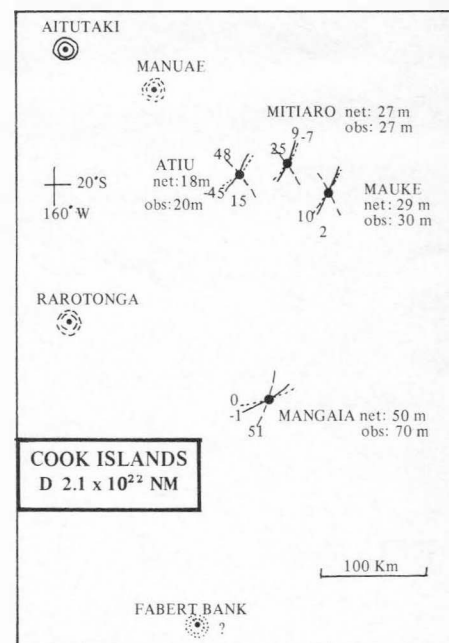 AITUTAKI
MANUAE
MITIARO net: 27 m
obs: 27 m
9 -7
25
48
ATIU
net:18m
-45
obs:20m
15
MAUKE
net: 29 m
obs: 30 m
10
2
20°S
160° W
RAROTONGA
0
-1
51
MANGAIA net: 50 m
obs: 70 m
COOK ISLANDS
D 2.1 x 10²² NM
100 Km
FABERT BANK
?